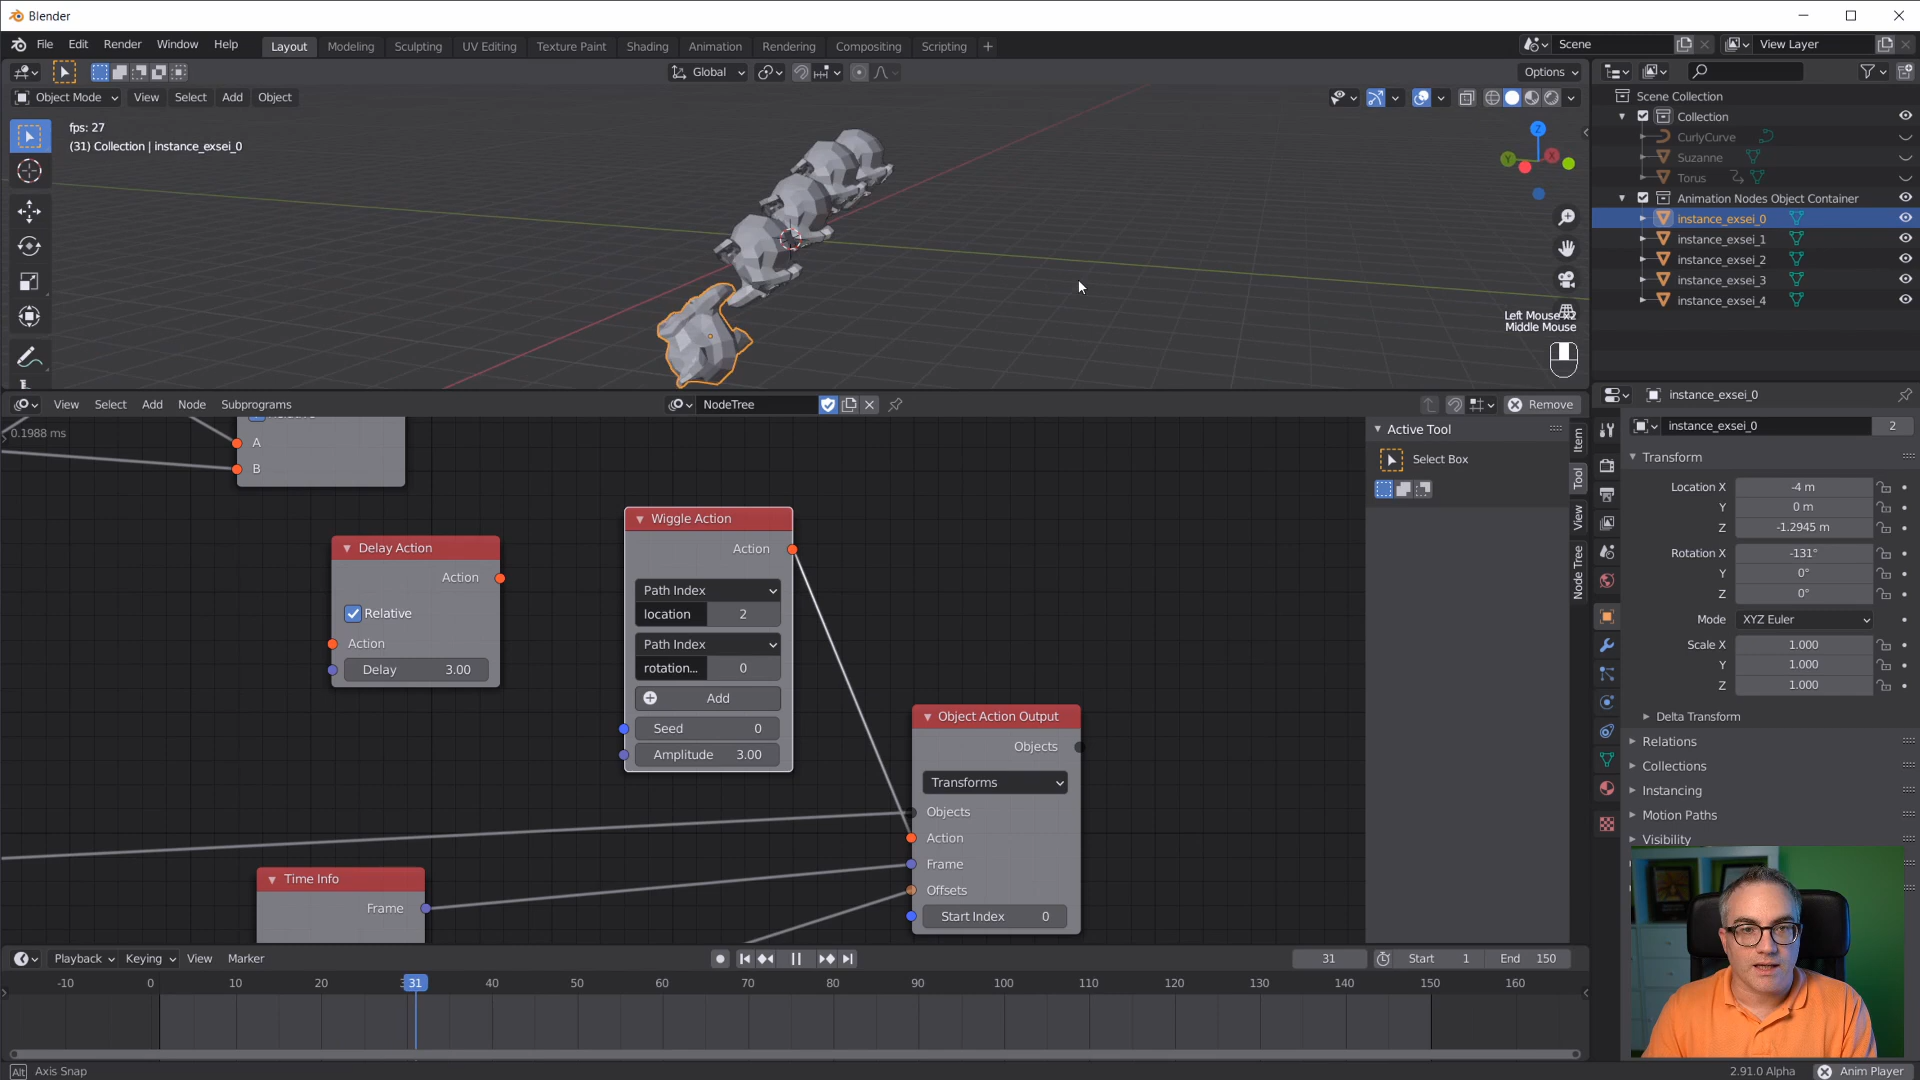 Blender
File Edit Render Window Help Layout Modeling Sculpting UV Editing Texture Paint Shading Animation Rendering Compositing Scripting +
Scene View Layer
Global Options
Object Mode View Select Add Object
fps: 27
(31) Collection | instance_exsei_0
Z
Y X
Left Mouse x2
Middle Mouse
Scene Collection
Collection
CurlyCurve
Suzanne
Torus
Animation Nodes Object Container
instance_exsei_0
instance_exsei_1
instance_exsei_2
instance_exsei_3
instance_exsei_4
View Select Add Node Subprograms NodeTree Remove
0.1988 ms
A
B
Delay Action
Action
Relative
Action
Delay 3.00
Wiggle Action
Action
Path Index
location 2
Path Index
rotation... 0
Add
Seed 0
Amplitude 3.00
Object Action Output
Objects
Transforms
Objects
Action
Frame
Offsets
Start Index 0
Time Info
Frame
Active Tool
Select Box
Item
Tool
View
Node Tree
instance_exsei_0
instance_exsei_0 2
Transform
Location X -4 m
Y 0 m
Z -1.2945 m
Rotation X -131°
Y 0°
Z 0°
Mode XYZ Euler
Scale X 1.000
Y 1.000
Z 1.000
Delta Transform
Relations
Collections
Instancing
Motion Paths
Visibility
Playback Keying View Marker 31 Start 1 End 150
-10 0 10 20 31 40 50 60 70 80 90 100 110 120 130 140 150 160
Alt Axis Snap 2.91.0 Alpha Anim Player